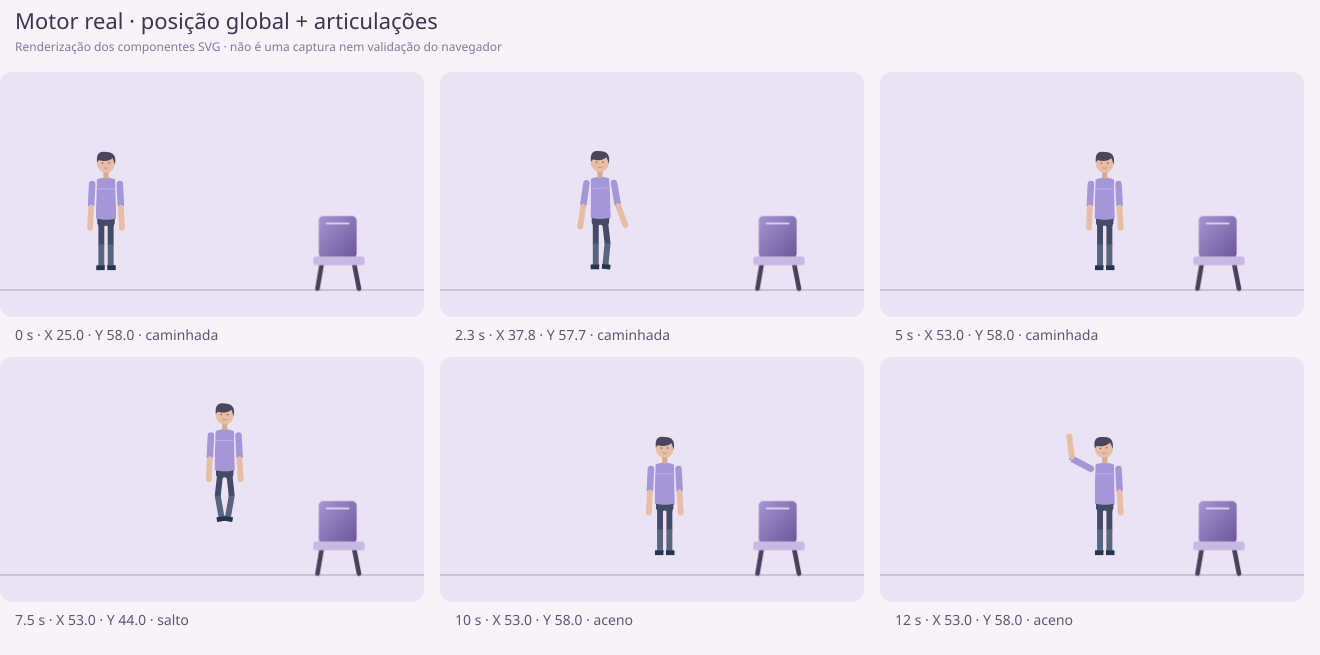 Motor real · posição global + articulações
Renderização dos componentes SVG · não é uma captura nem validação do navegador
0 s · X 25.0 · Y 58.0 · caminhada
2.3 s · X 37.8 · Y 57.7 · caminhada
5 s · X 53.0 · Y 58.0 · caminhada
7.5 s · X 53.0 · Y 44.0 · salto
10 s · X 53.0 · Y 58.0 · aceno
12 s · X 53.0 · Y 58.0 · aceno